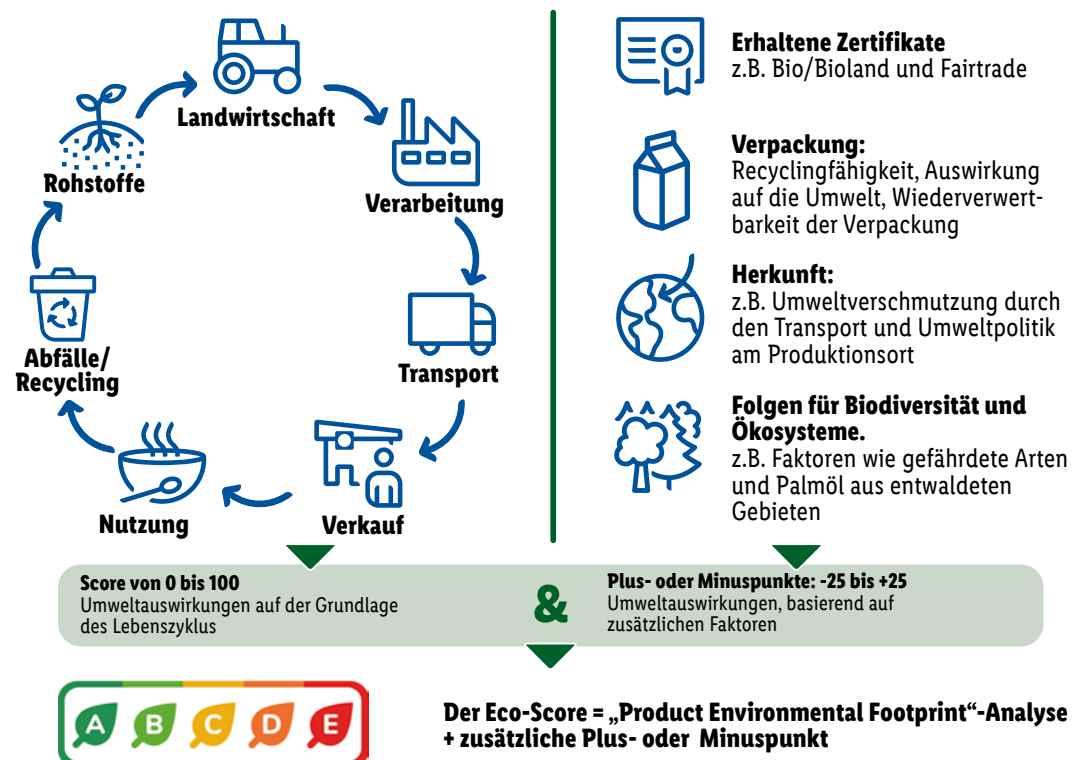 Landwirtschaft
Verarbeitung
Transport
Verkauf
Nutzung
Abfälle/
Recycling
Rohstoffe
Erhaltene Zertifikate
z.B. Bio/Bioland und Fairtrade
Verpackung:
Recyclingfähigkeit, Auswirkung
auf die Umwelt, Wiederverwert-
barkeit der Verpackung
Herkunft:
z.B. Umweltverschmutzung durch
den Transport und Umweltpolitik
am Produktionsort
Folgen für Biodiversität und
Ökosysteme.
z.B. Faktoren wie gefährdete Arten
und Palmöl aus entwaldeten
Gebieten
Score von 0 bis 100
Umweltauswirkungen auf der Grundlage
des Lebenszyklus
&
Plus- oder Minuspunkte: -25 bis +25
Umweltauswirkungen, basierend auf
zusätzlichen Faktoren
A B C D E
Der Eco-Score = „Product Environmental Footprint“-Analyse
+ zusätzliche Plus- oder Minuspunkt